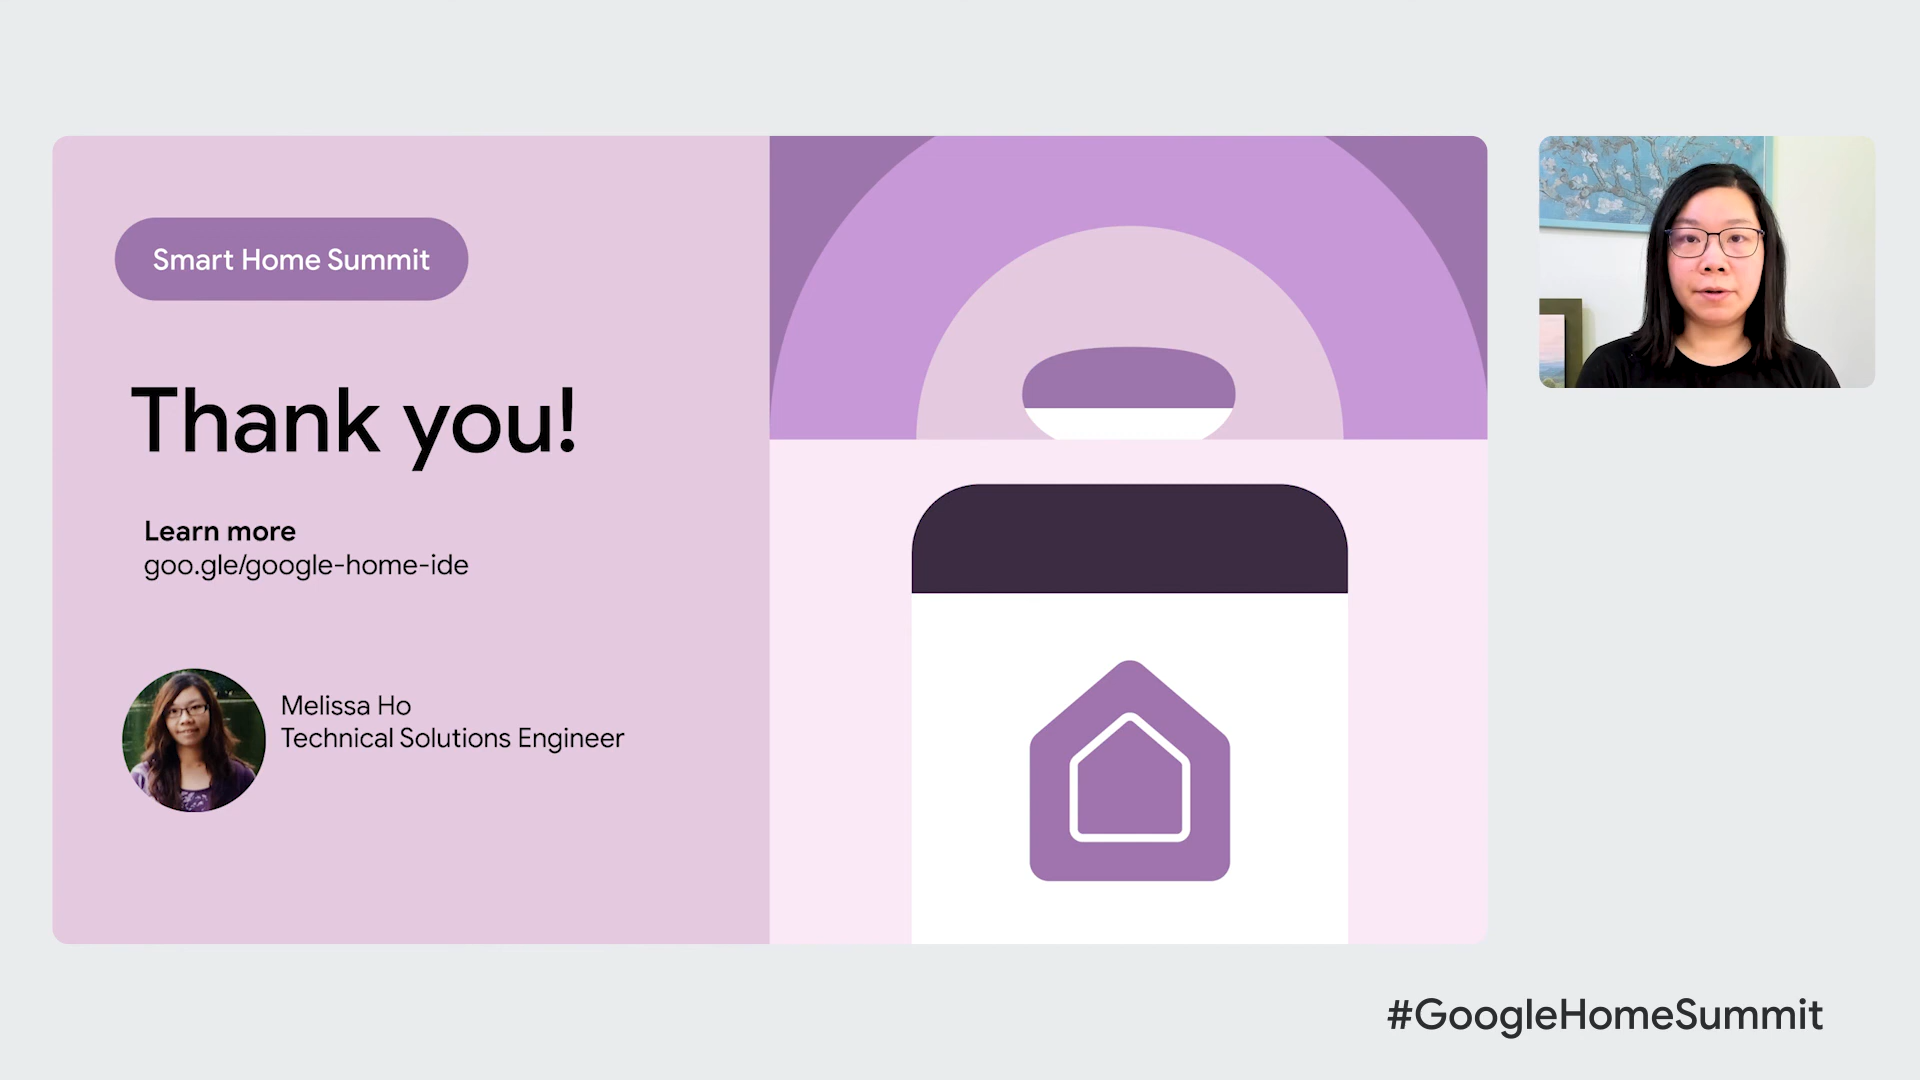 Smart Home Summit
Thank you!
Learn more
goo.gle/google-home-ide
Melissa Ho
Technical Solutions Engineer
#GoogleHomeSummit